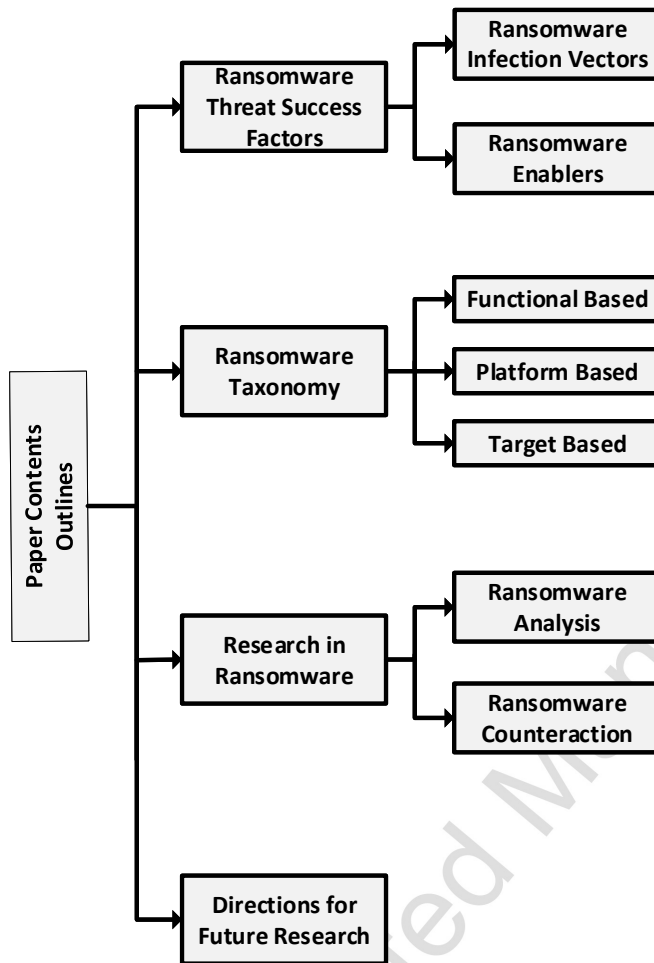 Paper Contents
Outlines
Ransomware
Threat Success
Factors
Ransomware
Infection Vectors
Ransomware
Enablers
Ransomware
Taxonomy
Functional Based
Platform Based
Target Based
Research in
Ransomware
Ransomware
Analysis
Ransomware
Counteraction
Directions for
Future Research